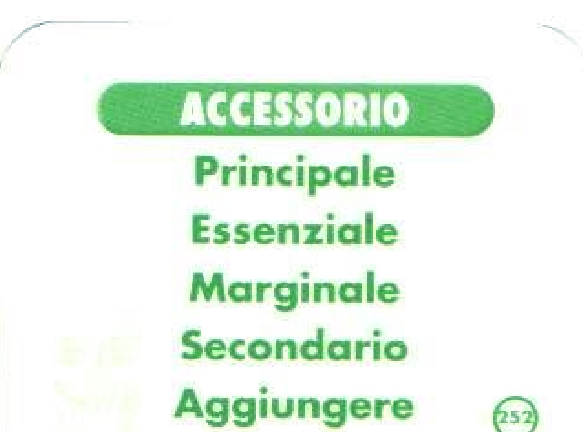 ACCESSORIO
Principale
Essenziale
Marginale
Secondario
Aggiungere
252